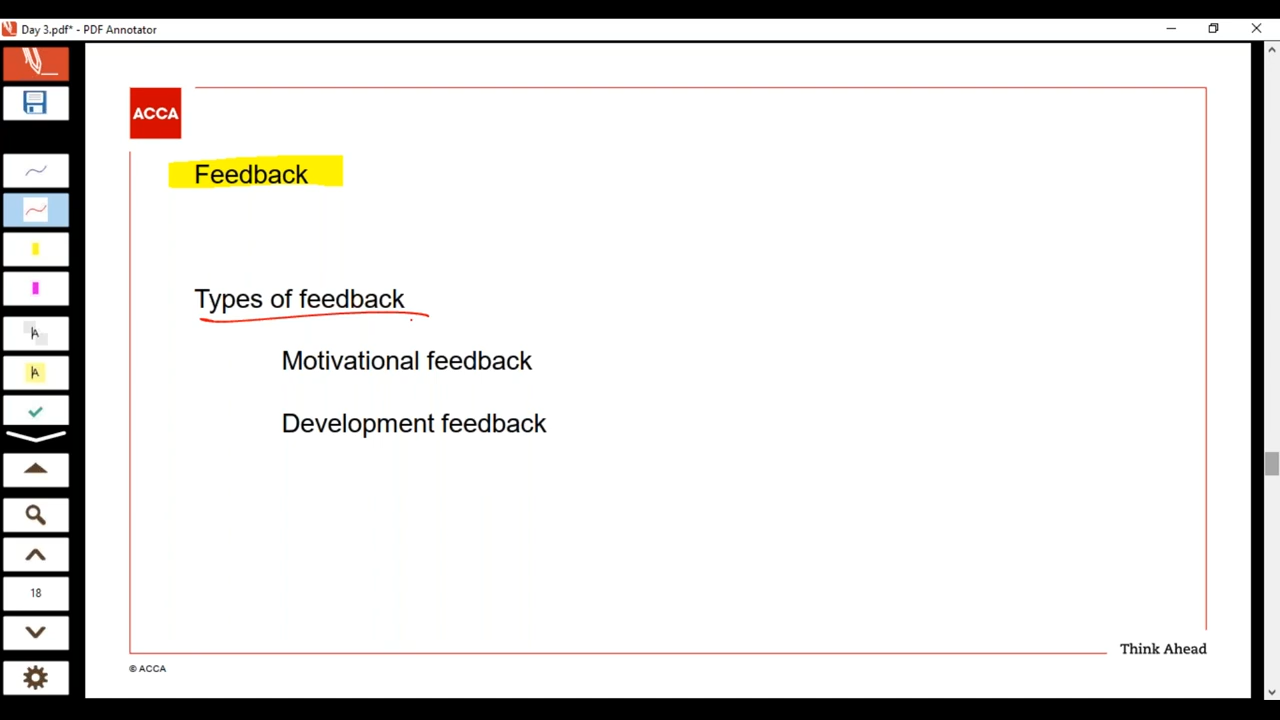 Day 3.pdf* - PDF Annotator
ACCA
Feedback
Types of feedback
Motivational feedback
Development feedback
A
A
18
Think Ahead
© ACCA